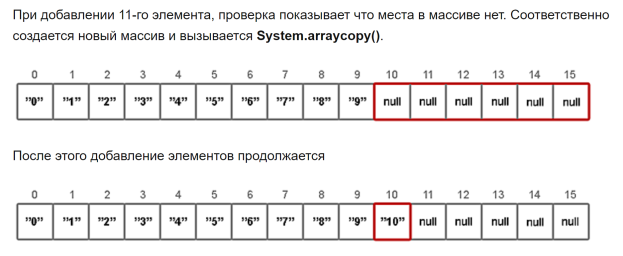 При добавлении 11-го элемента, проверка показывает что места в массиве нет. Соответственно
создается новый массив и вызывается System.arraycopy().
0 1 2 3 4 5 6 7 8 9 10 11 12 13 14 15
"0" "1" "2" "3" "4" "5" "6" "7" "8" "9" null null null null null null
После этого добавление элементов продолжается
0 1 2 3 4 5 6 7 8 9 10 11 12 13 14 15
"0" "1" "2" "3" "4" "5" "6" "7" "8" "9" "10" null null null null null